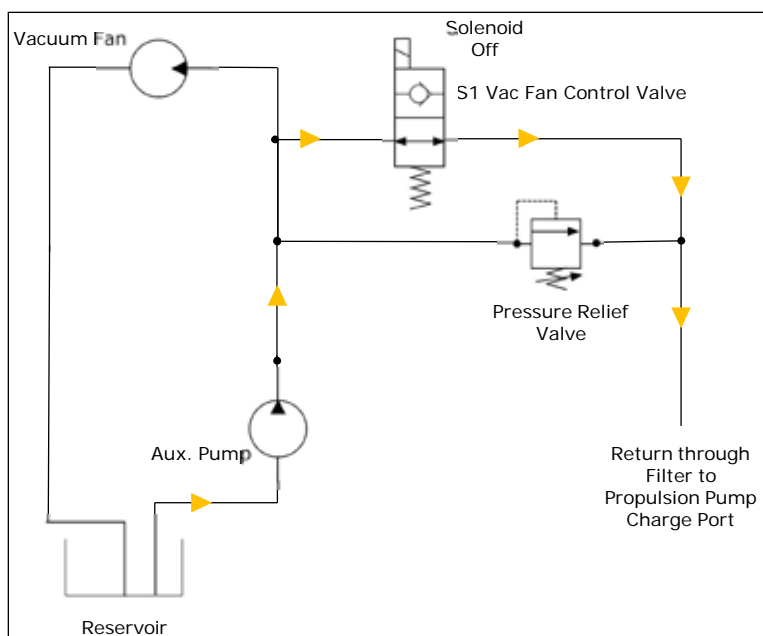 Vacuum Fan
Solenoid
Off
S1 Vac Fan Control Valve
Pressure Relief
Valve
Aux. Pump
Return through
Filter to
Propulsion Pump
Charge Port
Reservoir